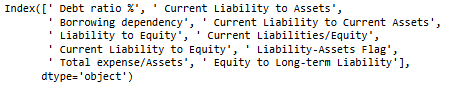 Index([' Debt ratio %', ' Current Liability to Assets',
' Borrowing dependency', ' Current Liability to Current Assets',
' Liability to Equity', ' Current Liabilities/Equity',
' Current Liability to Equity', ' Liability-Assets Flag',
' Total expense/Assets', ' Equity to Long-term Liability'],
dtype='object')